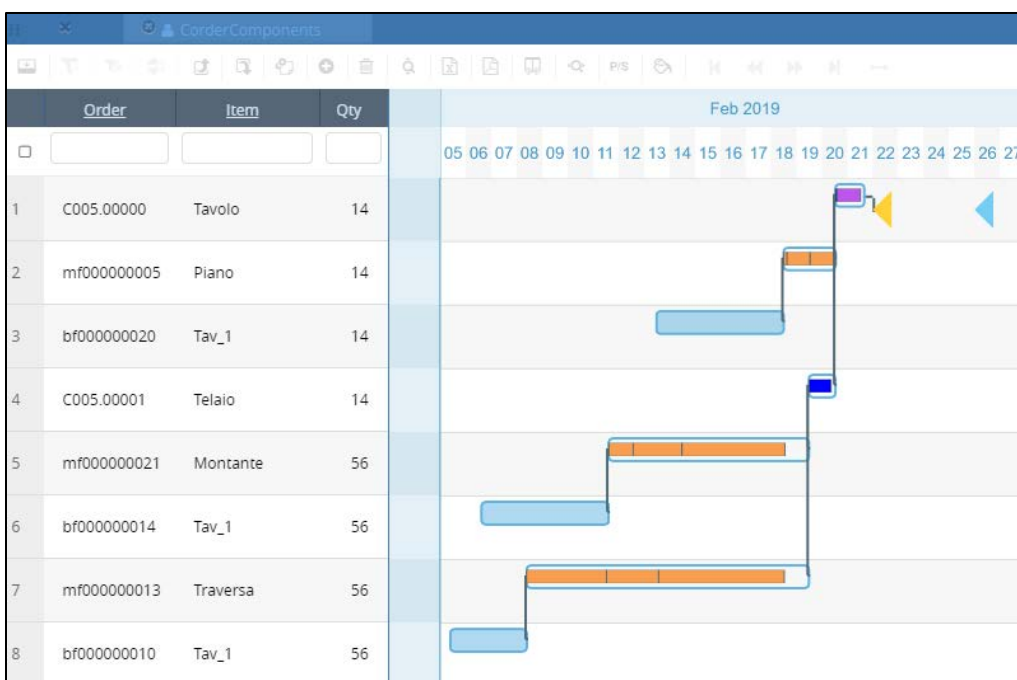 CorderComponents
P/S
Order Item Qty
Feb 2019
05 06 07 08 09 10 11 12 13 14 15 16 17 18 19 20 21 22 23 24 25 26 27
1 C005.00000 Tavolo 14
2 mf000000005 Piano 14
3 bf000000020 Tav_1 14
4 C005.00001 Telaio 14
5 mf000000021 Montante 56
6 bf000000014 Tav_1 56
7 mf000000013 Traversa 56
8 bf000000010 Tav_1 56